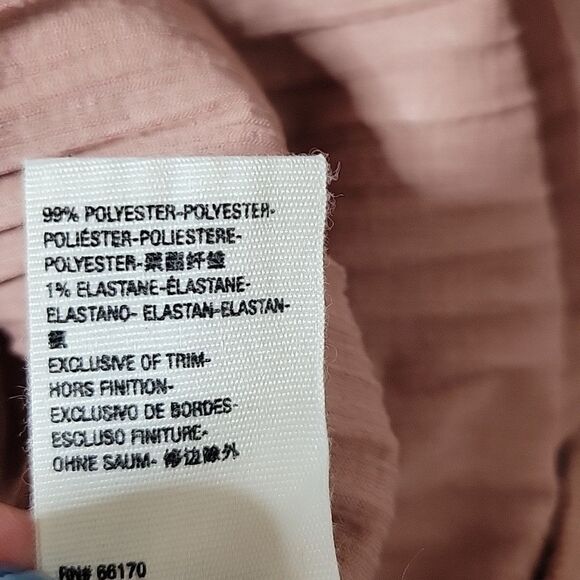 99% POLYESTER-POLYESTER-
POLIÉSTER-POLIESTERE-
POLYESTER-聚酯纤维
1% ELASTANE-ÉLASTANE-
ELASTANO- ELASTAN-ELASTAN-
氨
EXCLUSIVE OF TRIM-
HORS FINITION-
EXCLUSIVO DE BORDES-
ESCLUSO FINITURE-
OHNE SAUM- 修边除外
RN# 66170